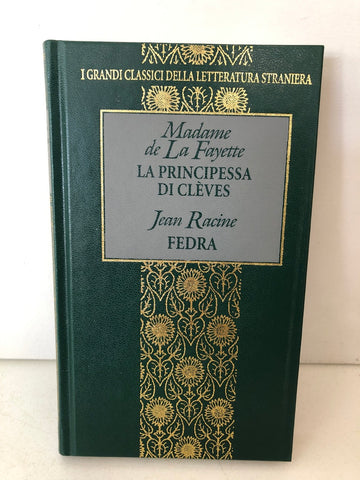 I GRANDI CLASSICI DELLA LETTERATURA STRANIERA
Madame
de La Fayette
LA PRINCIPESSA
DI CLÈVES
Jean Racine
FEDRA